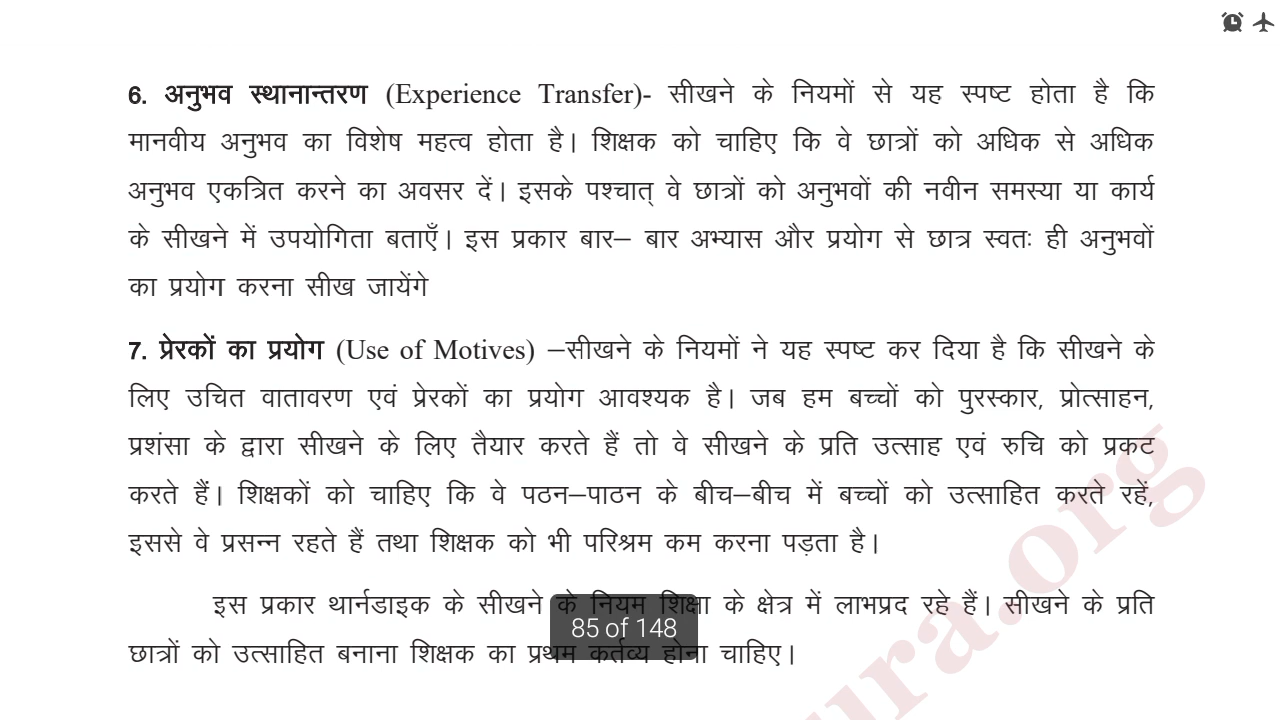 6. अनुभव स्थानान्तरण (Experience Transfer)- सीखने के नियमों से यह स्पष्ट होता है कि
मानवीय अनुभव का विशेष महत्व होता है। शिक्षक को चाहिए कि वे छात्रों को अधिक से अधिक
अनुभव एकत्रित करने का अवसर दें। इसके पश्चात् वे छात्रों को अनुभवों की नवीन समस्या या कार्य
के सीखने में उपयोगिता बताएँ। इस प्रकार बार– बार अभ्यास और प्रयोग से छात्र स्वतः ही अनुभवों
का प्रयोग करना सीख जायेंगे
7. प्रेरकों का प्रयोग (Use of Motives) –सीखने के नियमों ने यह स्पष्ट कर दिया है कि सीखने के
लिए उचित वातावरण एवं प्रेरकों का प्रयोग आवश्यक है। जब हम बच्चों को पुरस्कार, प्रोत्साहन,
प्रशंसा के द्वारा सीखने के लिए तैयार करते हैं तो वे सीखने के प्रति उत्साह एवं रुचि को प्रकट
करते हैं। शिक्षकों को चाहिए कि वे पठन–पाठन के बीच–बीच में बच्चों को उत्साहित करते रहें,
इससे वे प्रसन्न रहते हैं तथा शिक्षक को भी परिश्रम कम करना पड़ता है।
इस प्रकार थार्नडाइक के सीखने के नियम शिक्षा के क्षेत्र में लाभप्रद रहे हैं। सीखने के प्रति
85 of 148
छात्रों को उत्साहित बनाना शिक्षक का प्रथम कर्तव्य होना चाहिए।
ura.org